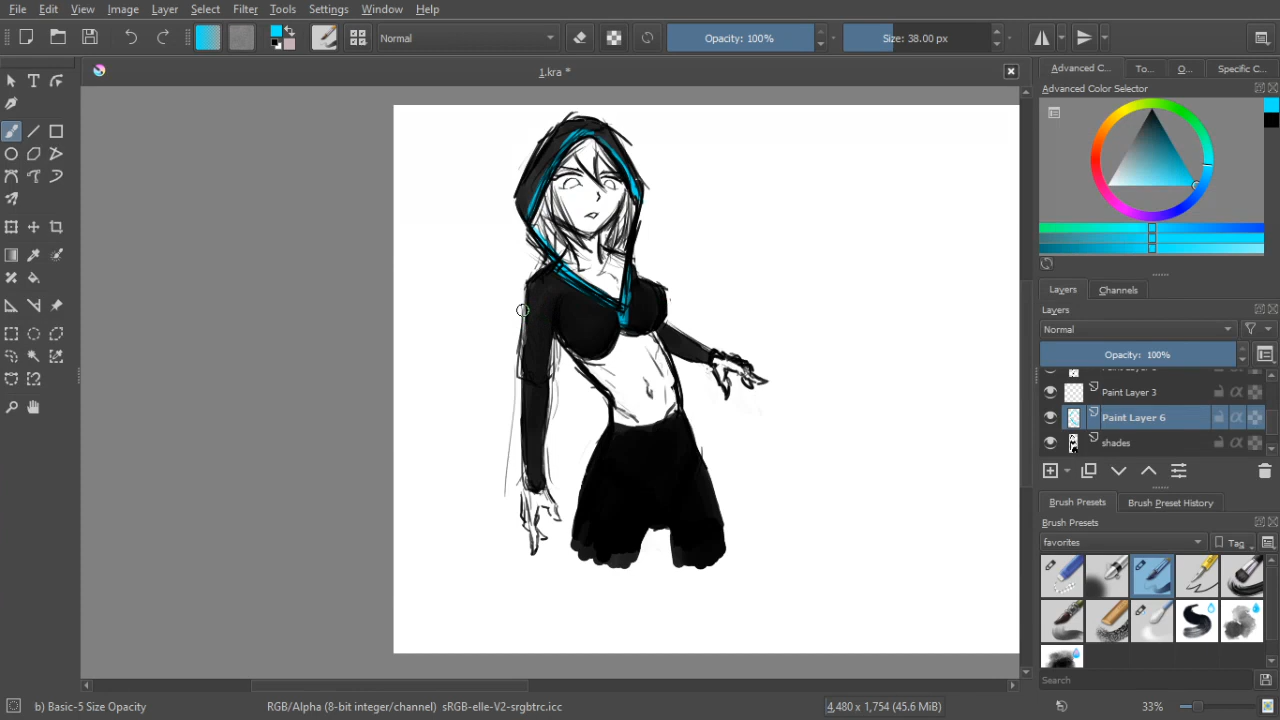 File Edit View Image Layer Select Filter Tools Settings Window Help
Normal Opacity: 100% Size: 38.00 px
1.kra *
Advanced C... To... O... Specific C...
Advanced Color Selector
Layers Channels
Layers
Normal
Opacity: 100%
Paint Layer 3
Paint Layer 6
shades
Brush Presets Brush Preset History
Brush Presets
favorites Tag
Search
b) Basic-5 Size Opacity RGB/Alpha (8-bit integer/channel) sRGB-elle-V2-srgbtrc.icc 4,480 x 1,754 (45.6 MiB) 33%